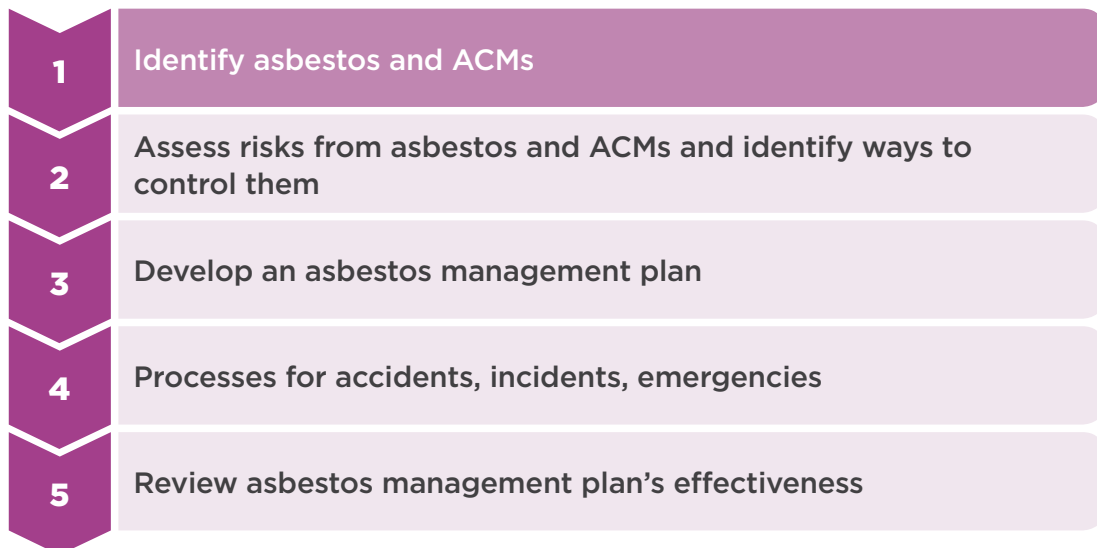 1
Identify asbestos and ACMs
2
Assess risks from asbestos and ACMs and identify ways to
control them
3
Develop an asbestos management plan
4
Processes for accidents, incidents, emergencies
5
Review asbestos management plan’s effectiveness